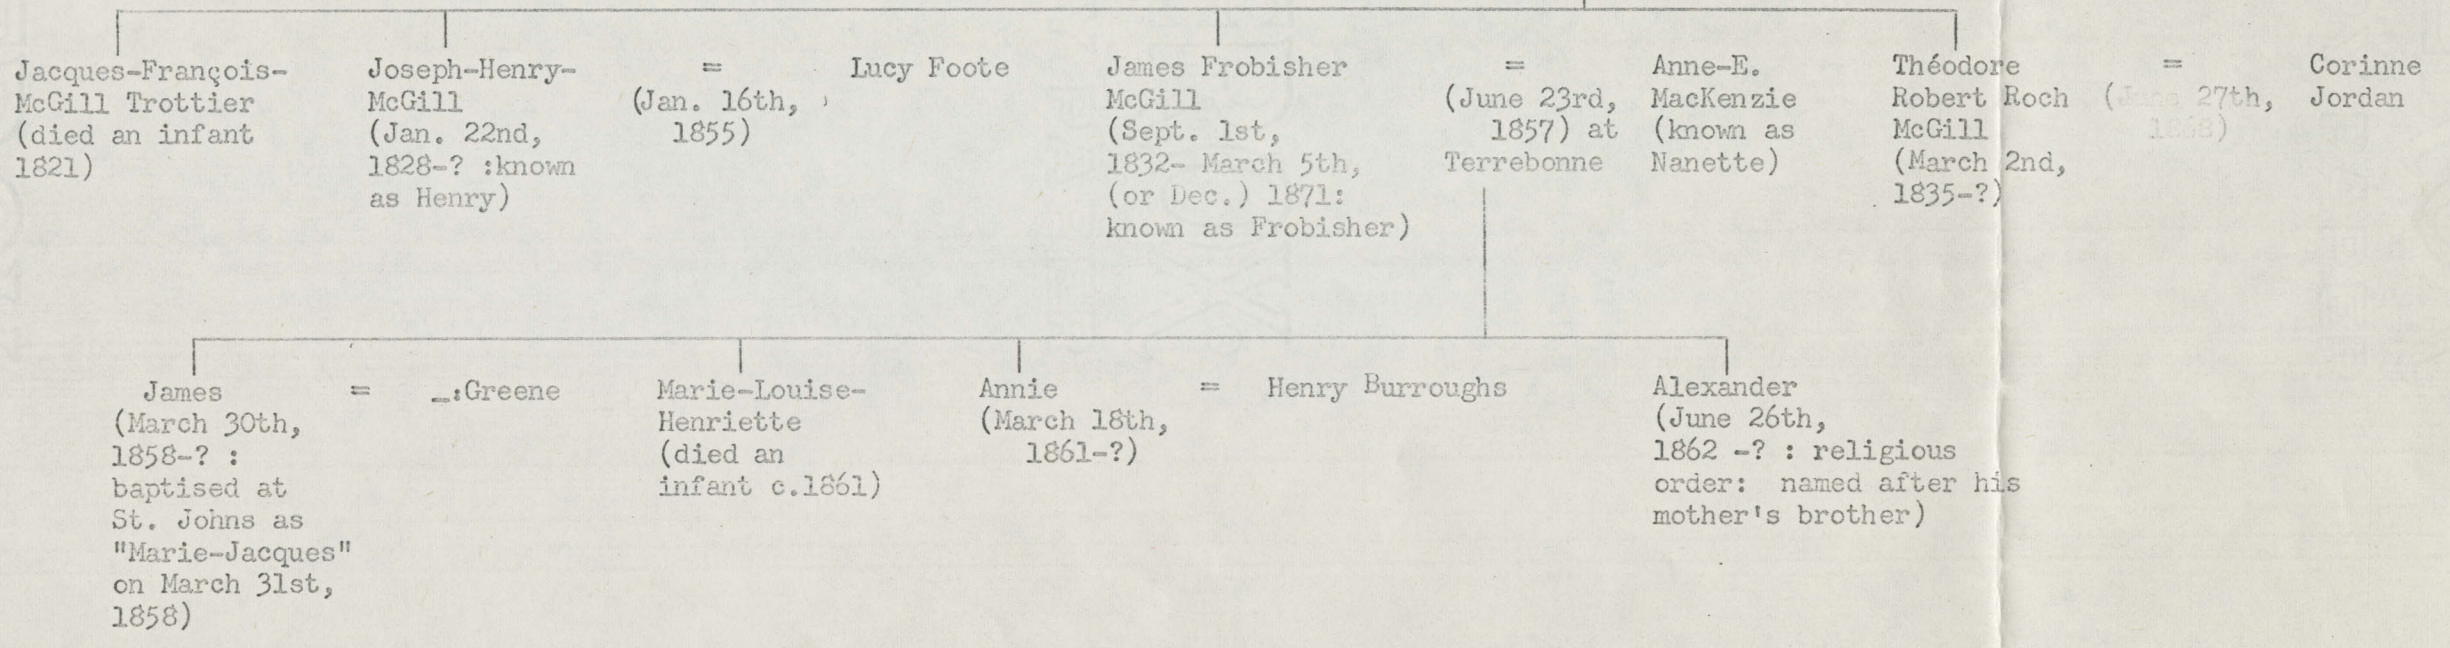 Jacques-François-
McGill Trottier
(died an infant
1821)
Joseph-Henry-
McGill
(Jan. 22nd,
1828-? :known
as Henry)
=
(Jan. 16th,
1855)
Lucy Foote
James Frobisher
McGill
(Sept. 1st,
1832- March 5th,
(or Dec.) 1871:
known as Frobisher)
=
(June 23rd,
1857) at
Terrebonne
Anne-E.
MacKenzie
(known as
Nanette)
Théodore
Robert Roch
McGill
(March 2nd,
1835-?)
=
(June 27th,
1868)
Corinne
Jordan
James
(March 30th,
1858-? :
baptised at
St. Johns as
"Marie-Jacques"
on March 31st,
1858)
=
_:Greene
Marie-Louise-
Henriette
(died an
infant c.1861)
Annie
(March 18th,
1861-?)
=
Henry Burroughs
Alexander
(June 26th,
1862 -? : religious
order: named after his
mother's brother)